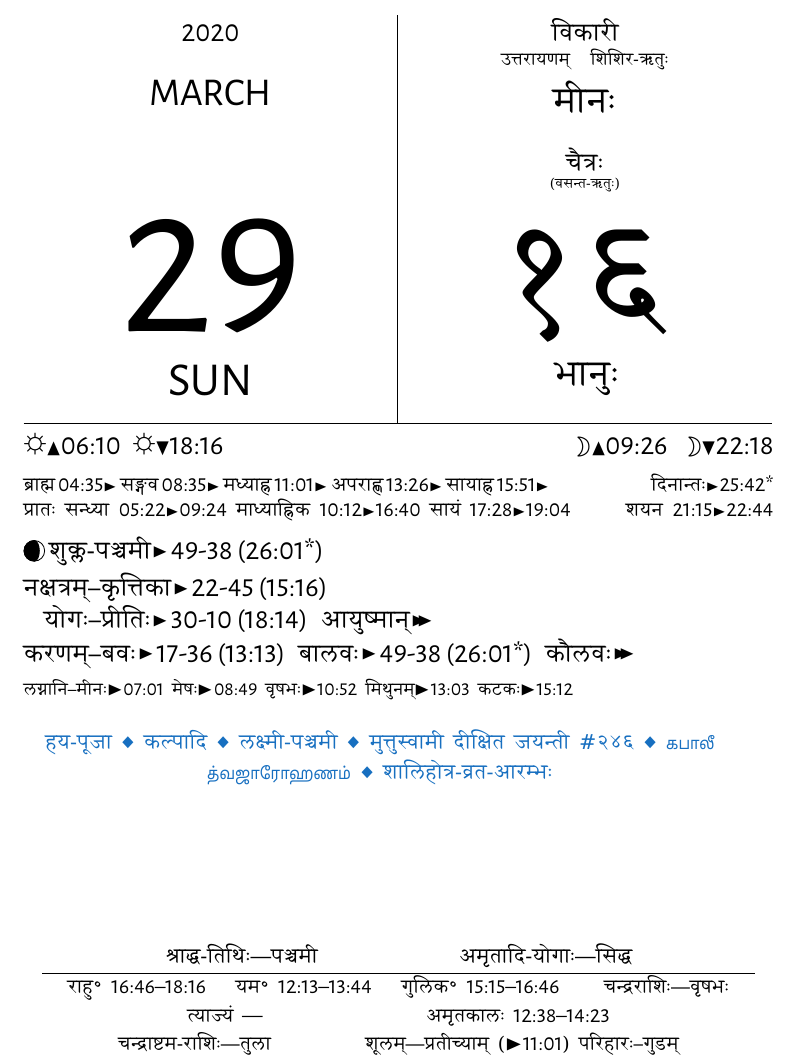 2020
MARCH
29
SUN
विकारी
उत्तरायणम् शिशिर-ऋतुः
मीनः
चैत्रः
(वसन्त-ऋतुः)
१६
भानुः
☼▲06:10 ☼▼18:16 ☽▲09:26 ☽▼22:18
ब्राह्म 04:35► सङ्गव 08:35► मध्याह्न 11:01► अपराह्ण 13:26► सायाह्न 15:51► दिनान्तः►25:42*
प्रातः सन्ध्या 05:22►09:24 माध्याह्निक 10:12►16:40 सायं 17:28►19:04 शयन 21:15►22:44
शुक्ल-पञ्चमी►49-38 (26:01*)
नक्षत्रम्–कृत्तिका►22-45 (15:16)
योगः–प्रीतिः►30-10 (18:14) आयुष्मान्►►
करणम्–बवः►17-36 (13:13) बालवः►49-38 (26:01*) कौलवः►►
लग्नानि–मीनः►07:01 मेषः►08:49 वृषभः►10:52 मिथुनम्►13:03 कटकः►15:12
हय-पूजा ◆ कल्पादि ◆ लक्ष्मी-पञ्चमी ◆ मुत्तुस्वामी दीक्षित जयन्ती #२४६ ◆ கபாலீ
த்வஜாரோஹணம் ◆ शालिहोत्र-व्रत-आरम्भः
श्राद्ध-तिथिः—पञ्चमी अमृतादि-योगाः—सिद्ध
राहु॰ 16:46–18:16 यम॰ 12:13–13:44 गुलिक॰ 15:15–16:46 चन्द्रराशिः—वृषभः
त्याज्यं — अमृतकालः 12:38–14:23
चन्द्राष्टम-राशिः—तुला शूलम्—प्रतीच्याम् (►11:01) परिहारः–गुडम्